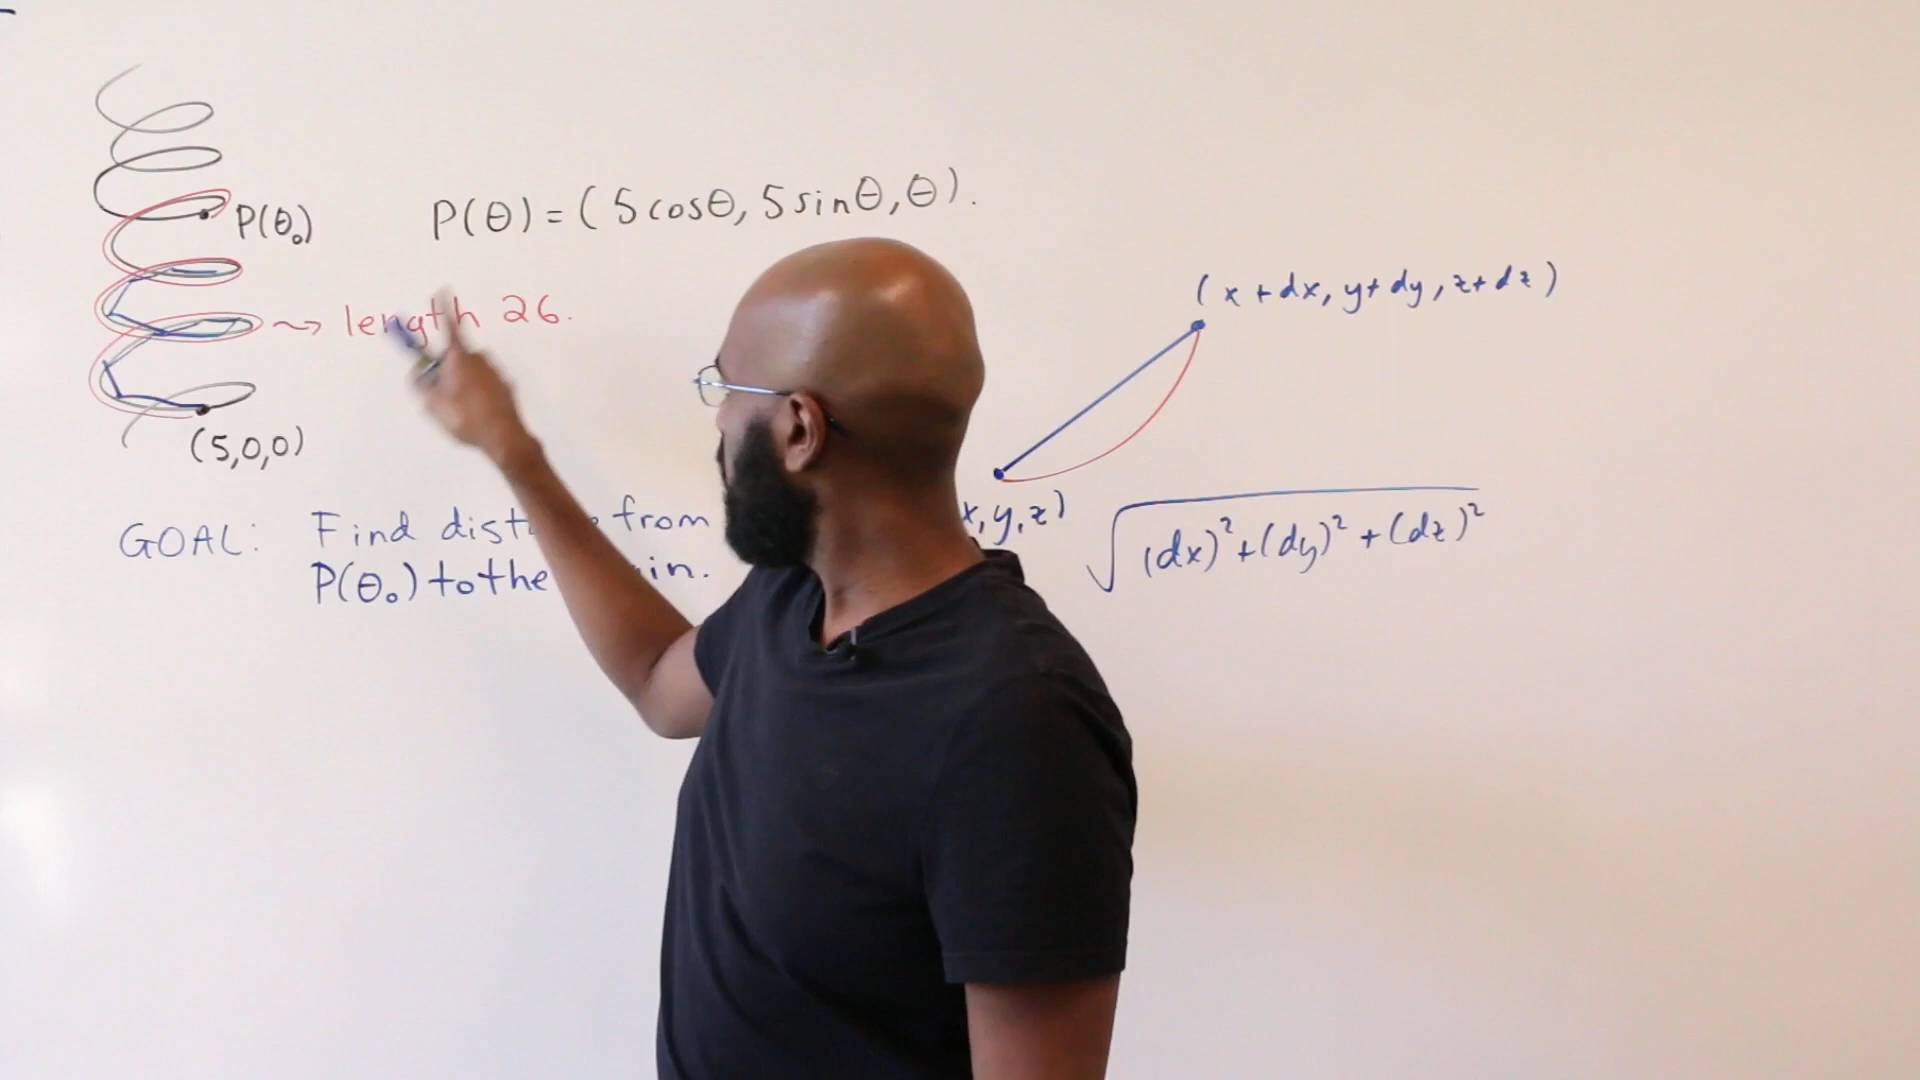 P(θ₀)
P(θ)=(5cosθ, 5sinθ, θ).
length 26.
(5,0,0)
(x+dx, y+dy, z+dz)
x,y,z)
√(dx)²+(dy)²+(dz)²
GOAL: Find from
P(θ₀) to the